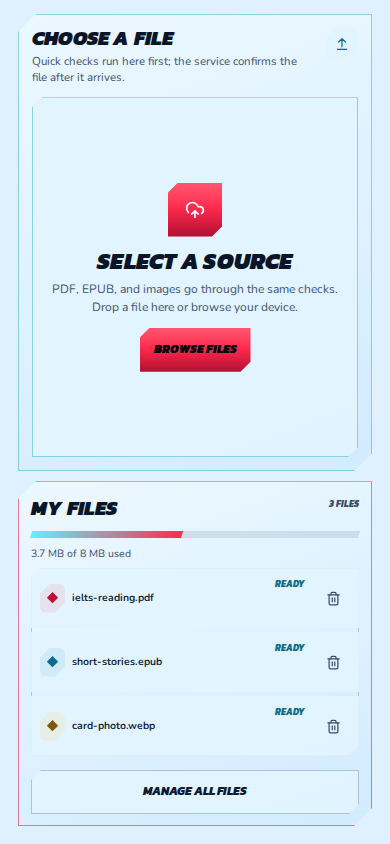 CHOOSE A FILE
Quick checks run here first; the service confirms the
file after it arrives.
SELECT A SOURCE
PDF, EPUB, and images go through the same checks.
Drop a file here or browse your device.
BROWSE FILES
MY FILES
3 FILES
3.7 MB of 8 MB used
READY
ielts-reading.pdf
READY
short-stories.epub
READY
card-photo.webp
MANAGE ALL FILES